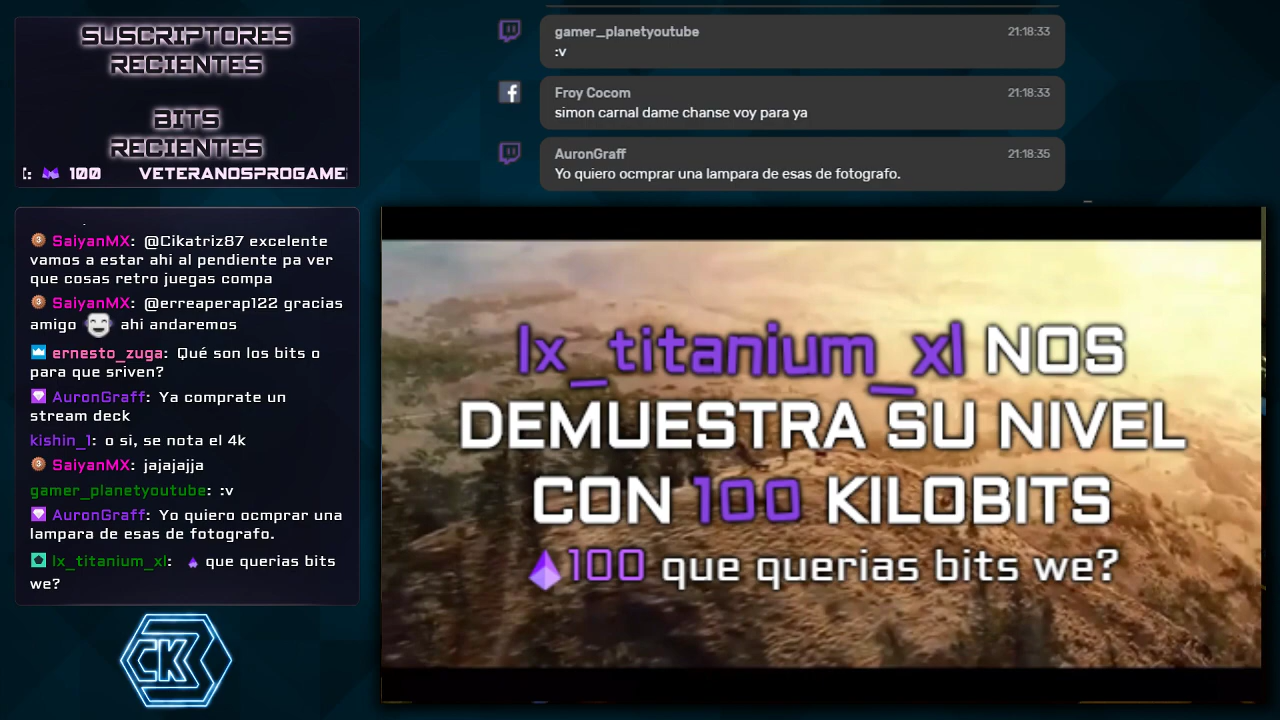 SUSCRIPTORES
RECIENTES
BITS
RECIENTES
: 100 VETERANOSPROGAME
gamer_planetyoutube 21:18:33
:v
Froy Cocom 21:18:33
simon carnal dame chanse voy para ya
AuronGraff 21:18:35
Yo quiero ocmprar una lampara de esas de fotografo.
SaiyanMX: @Cikatriz87 excelente
vamos a estar ahi al pendiente pa ver
que cosas retro juegas compa
SaiyanMX: @erreaperap122 gracias
amigo ahi andaremos
ernesto_zuga: Qué son los bits o
para que sriven?
AuronGraff: Ya comprate un
stream deck
kishin_1: o si, se nota el 4k
SaiyanMX: jajajajja
gamer_planetyoutube: :v
AuronGraff: Yo quiero ocmprar una
lampara de esas de fotografo.
lx_titanium_xl: que querias bits
we?
CK3
lx_titanium_xl NOS
DEMUESTRA SU NIVEL
CON 100 KILOBITS
100 que querias bits we?